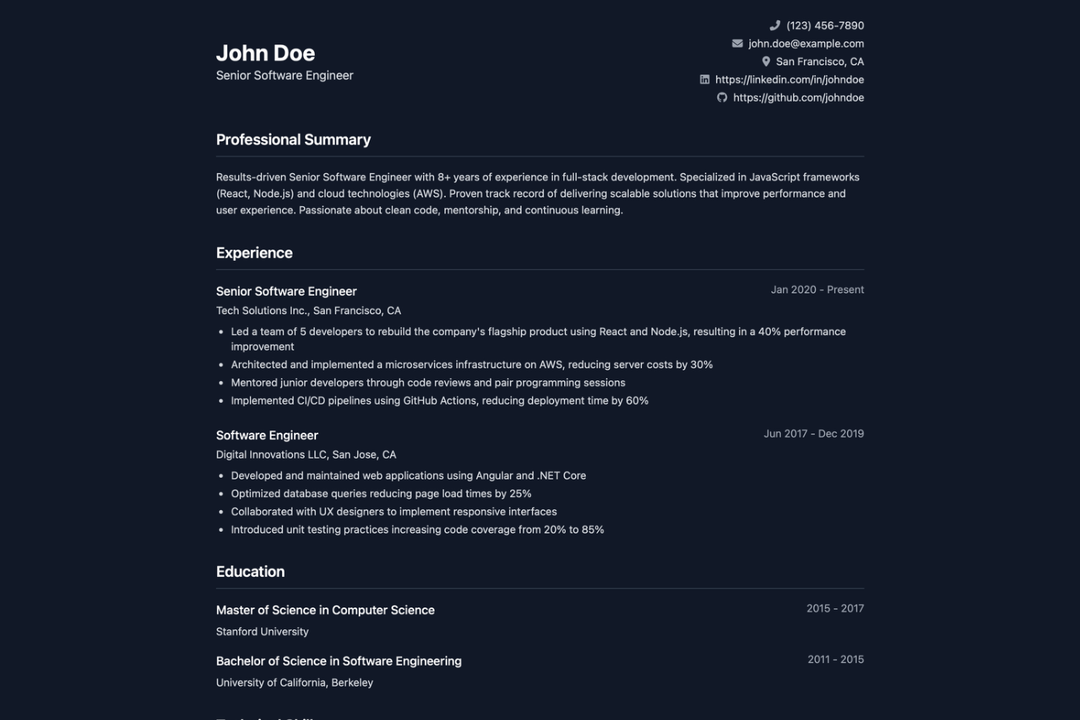 John Doe
Senior Software Engineer
(123) 456-7890
john.doe@example.com
San Francisco, CA
https://linkedin.com/in/johndoe
https://github.com/johndoe
Professional Summary
Results-driven Senior Software Engineer with 8+ years of experience in full-stack development. Specialized in JavaScript frameworks
(React, Node.js) and cloud technologies (AWS). Proven track record of delivering scalable solutions that improve performance and
user experience. Passionate about clean code, mentorship, and continuous learning.
Experience
Senior Software Engineer
Jan 2020 - Present
Tech Solutions Inc., San Francisco, CA
• Led a team of 5 developers to rebuild the company's flagship product using React and Node.js, resulting in a 40% performance
improvement
• Architected and implemented a microservices infrastructure on AWS, reducing server costs by 30%
• Mentored junior developers through code reviews and pair programming sessions
• Implemented CI/CD pipelines using GitHub Actions, reducing deployment time by 60%
Software Engineer
Jun 2017 - Dec 2019
Digital Innovations LLC, San Jose, CA
• Developed and maintained web applications using Angular and .NET Core
• Optimized database queries reducing page load times by 25%
• Collaborated with UX designers to implement responsive interfaces
• Introduced unit testing practices increasing code coverage from 20% to 85%
Education
Master of Science in Computer Science
2015 - 2017
Stanford University
Bachelor of Science in Software Engineering
2011 - 2015
University of California, Berkeley